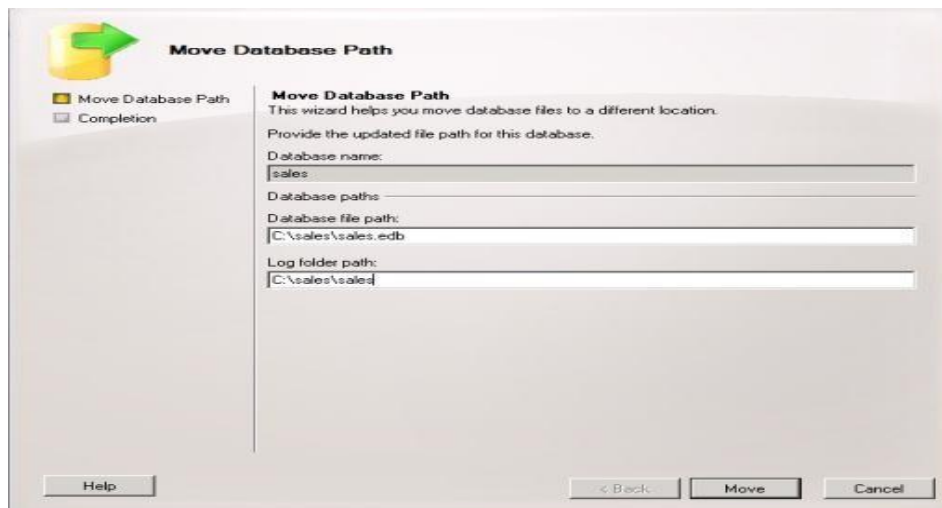 Move Database Path
Move Database Path
Completion
Move Database Path
This wizard helps you move database files to a different location.
Provide the updated file path for this database.
Database name:
sales
Database paths
Database file path:
C:\sales\sales.edb
Log folder path:
C:\sales\sales
Help
< Back
Move
Cancel